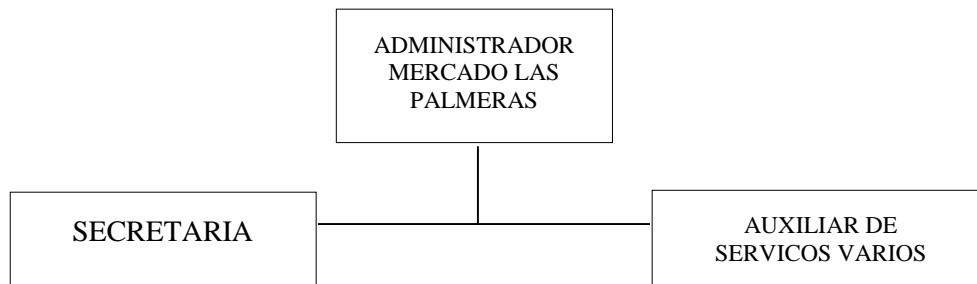 ADMINISTRADOR
MERCADO LAS
PALMERAS
SECRETARIA
AUXILIAR DE
SERVICOS VARIOS